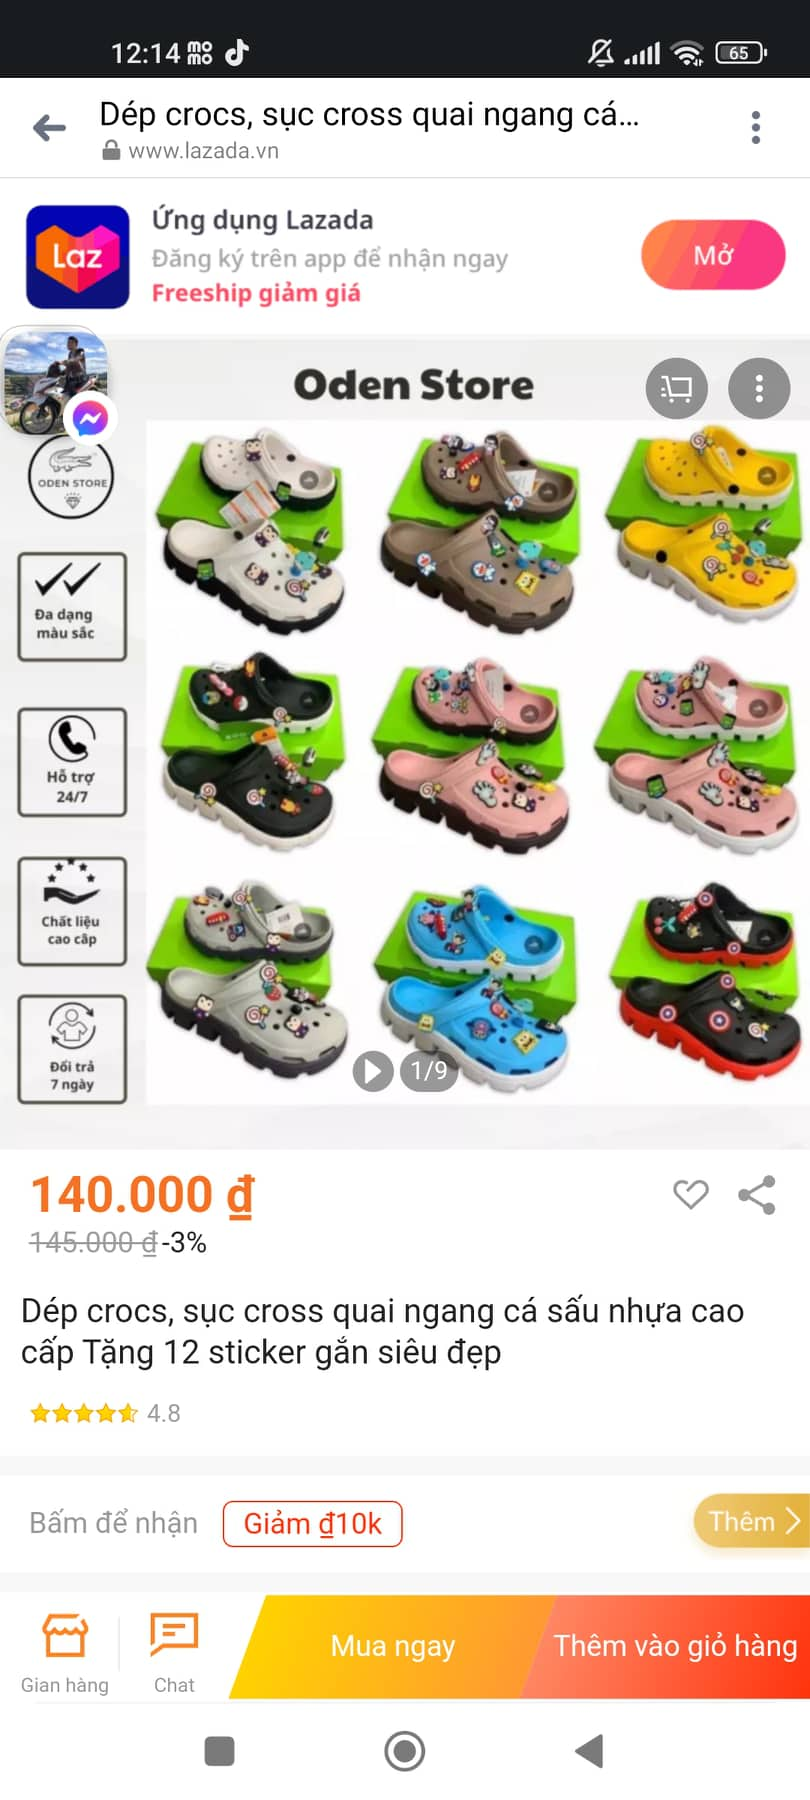 12:14
65
Dép crocs, sục cross quai ngang cá...
www.lazada.vn
Laz
Ứng dụng Lazada
Đăng ký trên app để nhận ngay
Freeship giảm giá
Mở
Oden Store
ODEN STORE
Đa dạng
màu sắc
Hỗ trợ
24/7
Chất liệu
cao cấp
Đổi trả
7 ngày
1/9
140.000 ₫
145.000 ₫ -3%
Dép crocs, sục cross quai ngang cá sấu nhựa cao
cấp Tặng 12 sticker gắn siêu đẹp
4.8
Bấm để nhận
Giảm ₫10k
Thêm
Gian hàng
Chat
Mua ngay
Thêm vào giỏ hàng